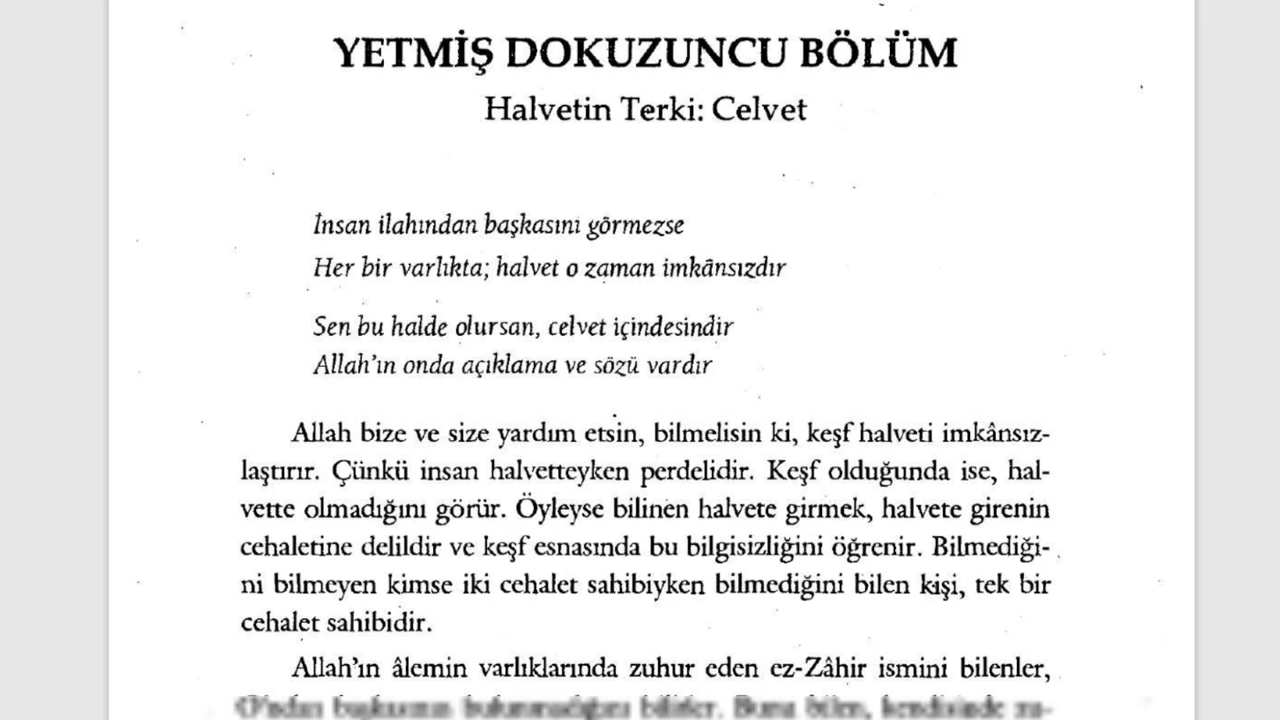 YETMİŞ DOKUZUNCU BÖLÜM
Halvetin Terki: Celvet
İnsan ilahından başkasını görmezse
Her bir varlıkta; halvet o zaman imkânsızdır
Sen bu halde olursan, celvet içindesindir
Allah'ın onda açıklama ve sözü vardır
Allah bize ve size yardım etsin, bilmelisin ki, keşf halveti imkânsız-
laştırır. Çünkü insan halvetteyken perdelidir. Keşf olduğunda ise, hal-
vette olmadığını görür. Öyleyse bilinen halvete girmek, halvete girenin
cehaletine delildir ve keşf esnasında bu bilgisizliğini öğrenir. Bilmediği-
ni bilmeyen kimse iki cehalet sahibiyken bilmediğini bilen kişi, tek bir
cehalet sahibidir.
Allah'ın âlemin varlıklarında zuhur eden ez-Zâhir ismini bilenler,